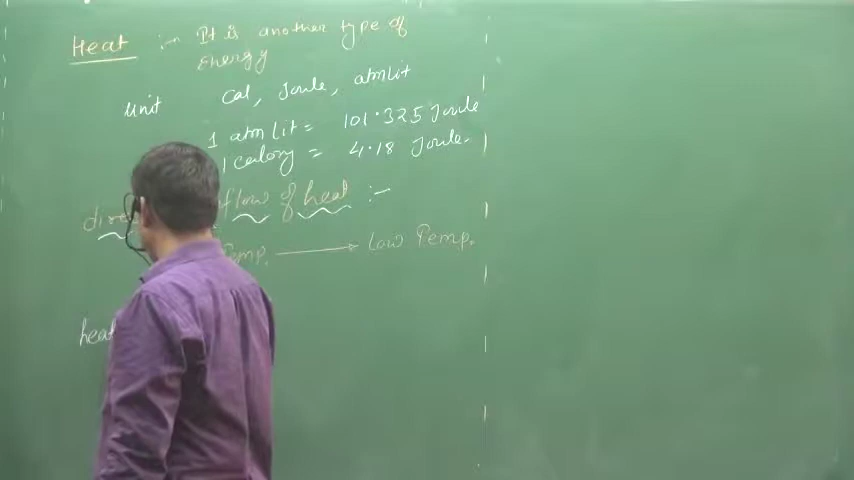 Heat :- It is another type of
Energy
Unit cal, Joule, atmlit
1 atm lit = 101.325 Joule
1 calory = 4.18 Joule.
flow of heat :-
Temp. → Low Temp.
heat